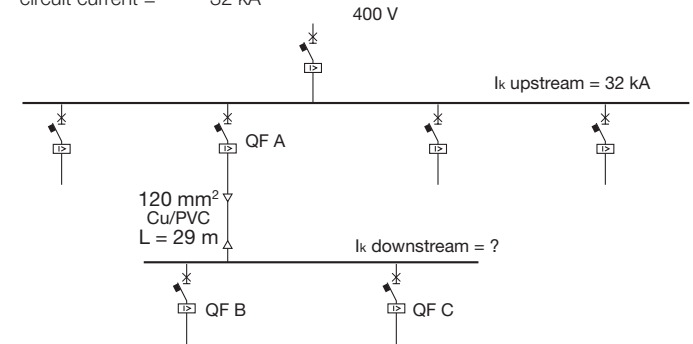 circuit current = 32 kA
400 V
I>
Ik upstream = 32 kA
I> I> I> I>
QF A
120 mm²
Cu/PVC
L = 29 m
Ik downstream = ?
I> QF B I> QF C